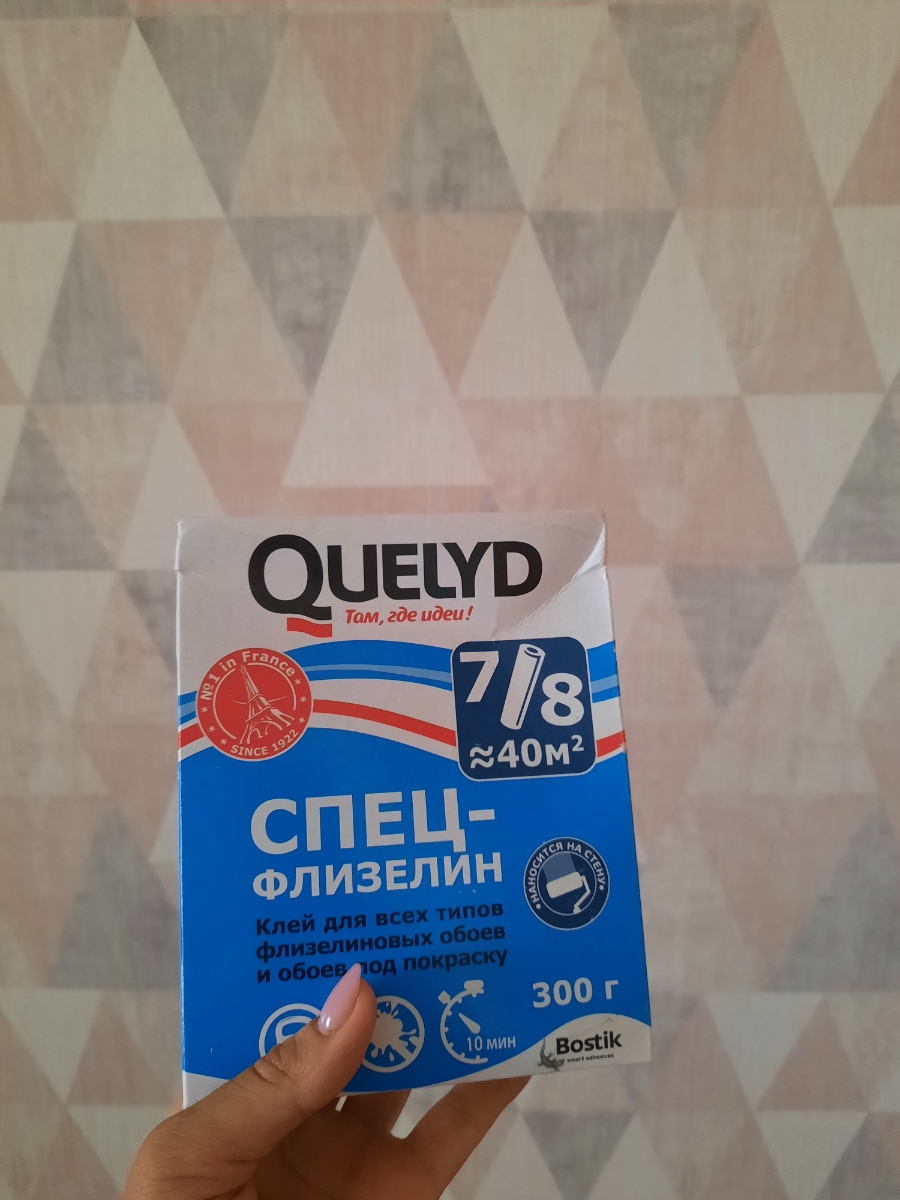 QUELYD
Там, где идеи!
№1 in France
SINCE 1922
7/8
≈40м²
СПЕЦ-
ФЛИЗЕЛИН
НАНОСИТСЯ НА СТЕНУ
Клей для всех типов
флизелиновых обоев
и обоев под покраску
300 г
10 мин
Bostik
smart adhesives